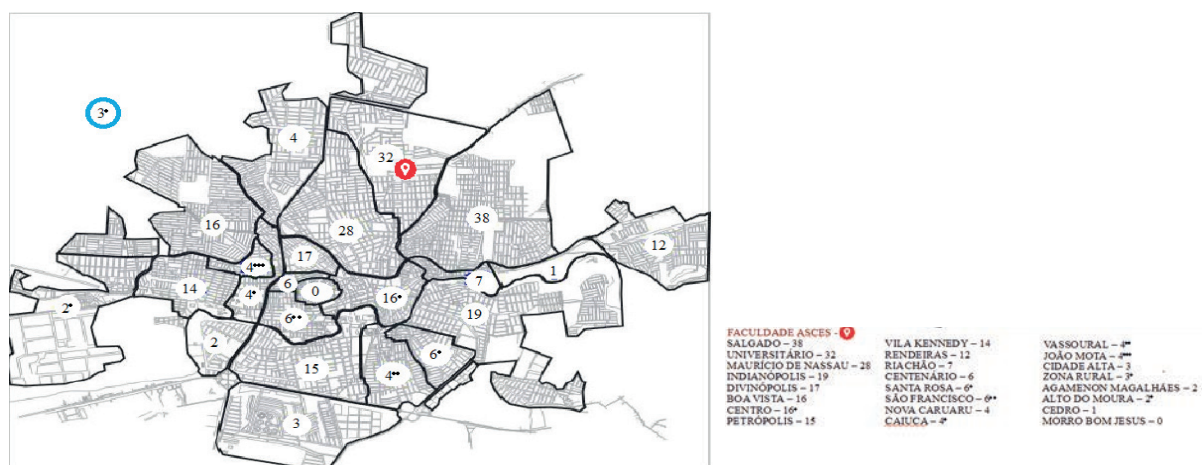 3•
4
32
38
16
28
12
17
4•••
1
6
7
14
4•
0
16•
2•
6••
19
2
6•
15
4••
3
FACULDADE ASCES -
SALGADO – 38
UNIVERSITÁRIO – 32
MAURÍCIO DE NASSAU – 28
INDIANÓPOLIS – 19
DIVINÓPOLIS – 17
BOA VISTA – 16
CENTRO – 16•
PETRÓPOLIS – 15
VILA KENNEDY – 14
RENDEIRAS – 12
RIACHÃO – 7
CENTENÁRIO – 6
SANTA ROSA – 6•
SÃO FRANCISCO – 6••
NOVA CARUARU – 4
CAIUCA – 4•
VASSOURAL – 4••
JOÃO MOTA – 4•••
CIDADE ALTA – 3
ZONA RURAL – 3•
AGAMENON MAGALHÃES – 2
ALTO DO MOURA – 2•
CEDRO – 1
MORRO BOM JESUS – 0